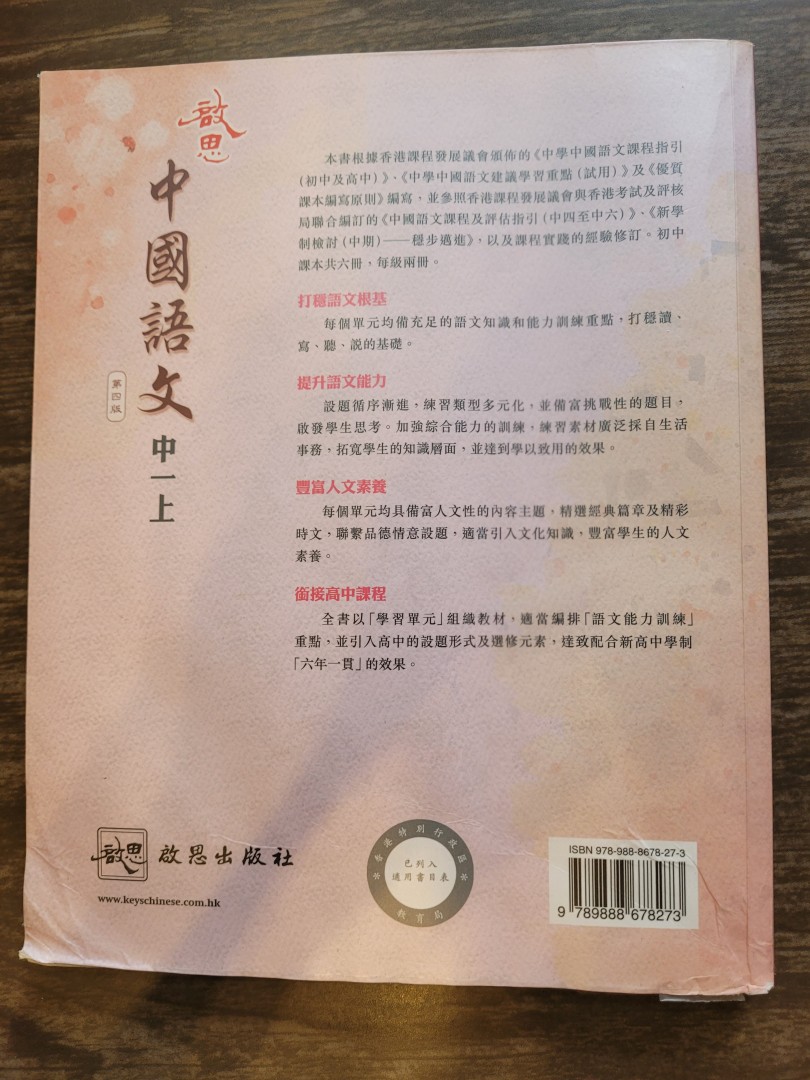 啟思
中國語文
第四版
中一上
本書根據香港課程發展議會頒佈的《中學中國語文課程指引
(初中及高中)》、《中學中國語文建議學習重點(試用)》及《優質
課本編寫原則》編寫，並參照香港課程發展議會與香港考試及評核
局聯合編訂的《中國語文課程及評估指引(中四至中六)》、《新學
制檢討(中期)──穩步邁進》，以及課程實踐的經驗修訂。初中
課本共六冊，每級兩冊。
打穩語文根基
每個單元均備充足的語文知識和能力訓練重點，打穩讀、
寫、聽、說的基礎。
提升語文能力
設題循序漸進，練習類型多元化，並備富挑戰性的題目，
啟發學生思考。加強綜合能力的訓練，練習素材廣泛採自生活
事務，拓寬學生的知識層面，並達到學以致用的效果。
豐富人文素養
每個單元均具備富人文性的內容主題，精選經典篇章及精彩
時文，聯繫品德情意設題，適當引入文化知識，豐富學生的人文
素養。
銜接高中課程
全書以「學習單元」組織教材，適當編排「語文能力訓練」
重點，並引入高中的設題形式及選修元素，達致配合新高中學制
「六年一貫」的效果。
啟思 啟思出版社
www.keyschinese.com.hk
香港特別行政區
已列入
適用書目表
教育局
ISBN 978-988-8678-27-3
9 789888 678273